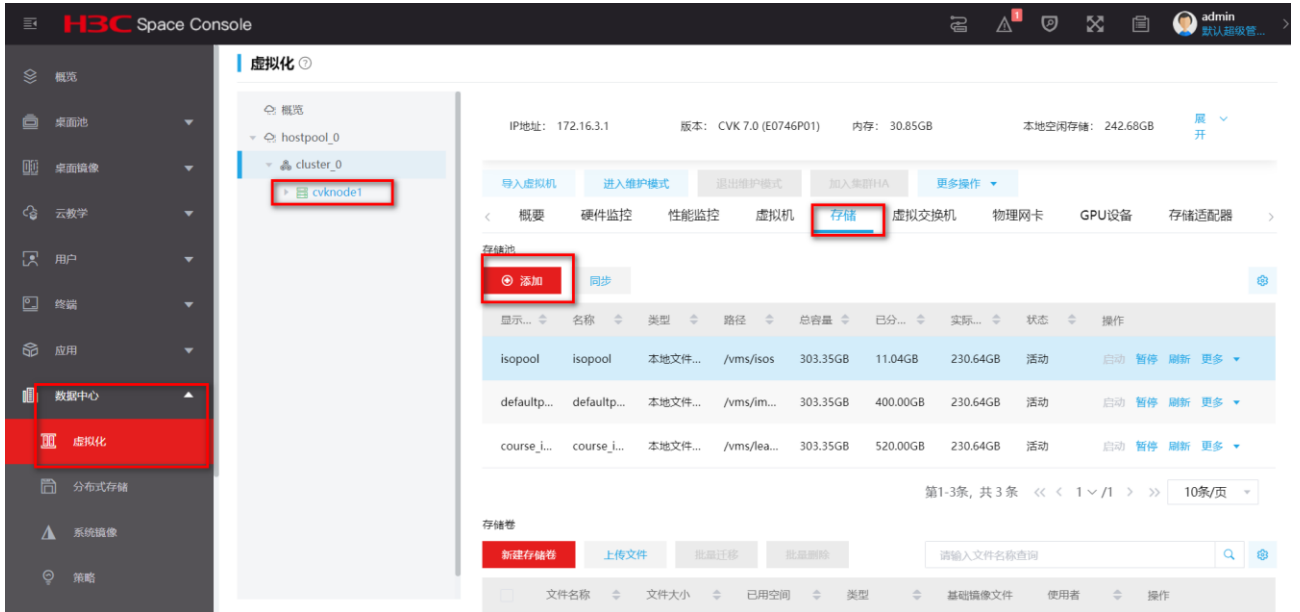 H3C Space Console
1
admin
默认超级管...
概览
桌面池
桌面镜像
云教学
用户
终端
应用
数据中心
虚拟化
分布式存储
系统镜像
策略
虚拟化
概览
hostpool_0
cluster_0
cvknode1
IP地址: 172.16.3.1 版本: CVK 7.0 (E0746P01) 内存: 30.85GB 本地空闲存储: 242.68GB 展开
导入虚拟机 进入维护模式 退出维护模式 加入集群HA 更多操作
概要 硬件监控 性能监控 虚拟机 存储 虚拟交换机 物理网卡 GPU设备 存储适配器
存储池
添加 同步
显示... 名称 类型 路径 总容量 已分... 实际... 状态 操作
isopool isopool 本地文件... /vms/isos 303.35GB 11.04GB 230.64GB 活动 启动 暂停 刷新 更多
defaultp... defaultp... 本地文件... /vms/im... 303.35GB 400.00GB 230.64GB 活动 启动 暂停 刷新 更多
course_i... course_i... 本地文件... /vms/lea... 303.35GB 520.00GB 230.64GB 活动 启动 暂停 刷新 更多
第1-3条, 共 3 条 << < 1 /1 > >> 10条/页
存储卷
新建存储卷 上传文件 批量迁移 批量删除 请输入文件名称查询
文件名称 文件大小 已用空间 类型 基础镜像文件 使用者 操作